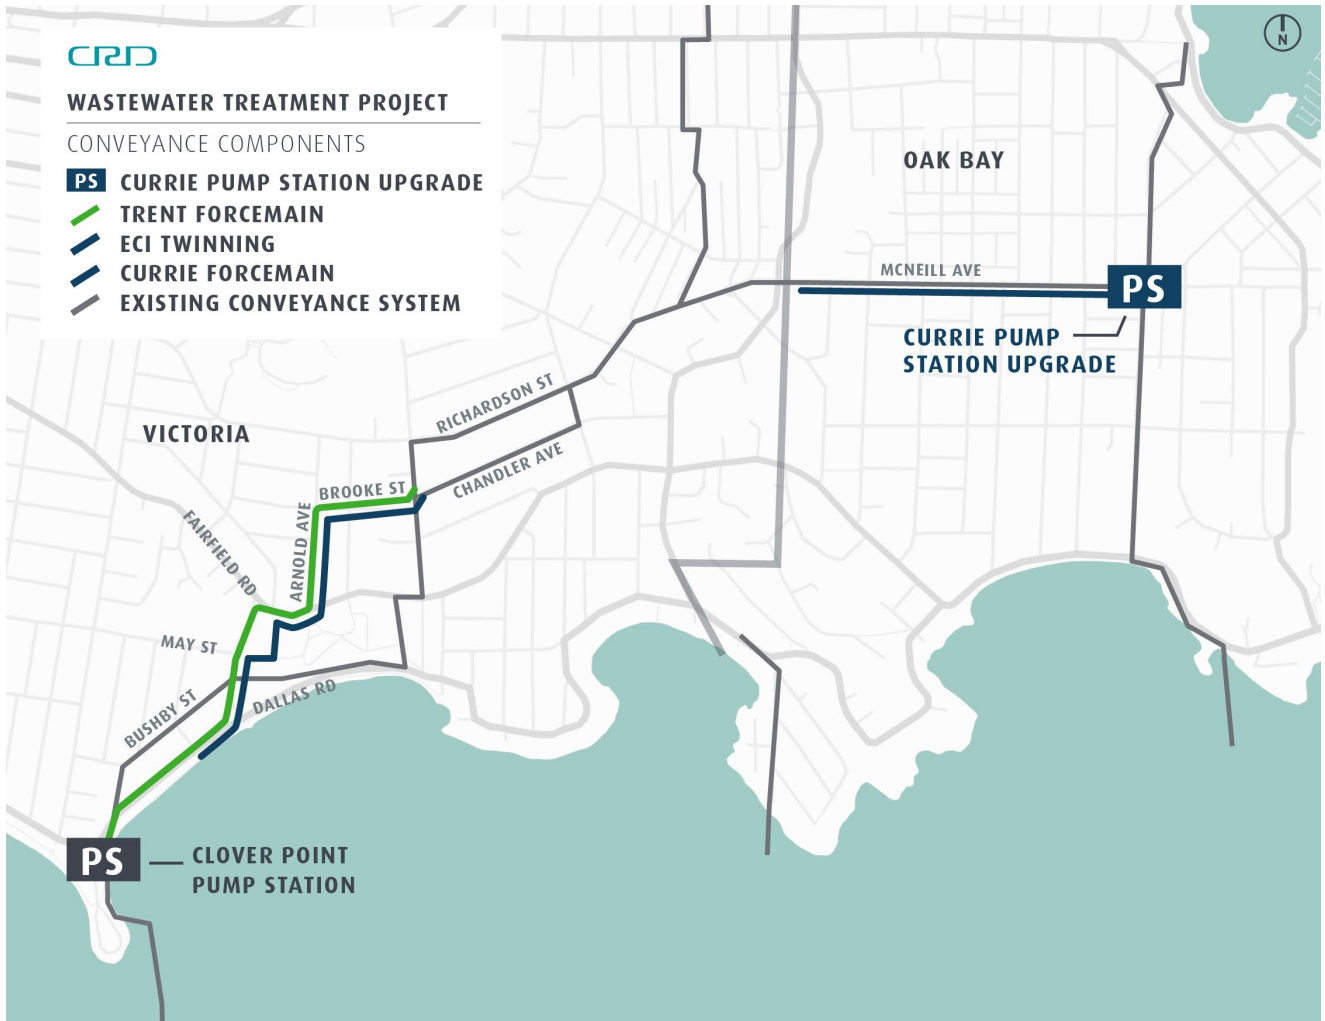 CRD
WASTEWATER TREATMENT PROJECT
CONVEYANCE COMPONENTS
PS CURRIE PUMP STATION UPGRADE
TRENT FORCEMAIN
ECI TWINNING
CURRIE FORCEMAIN
EXISTING CONVEYANCE SYSTEM
N
OAK BAY
MCNEILL AVE
PS
CURRIE PUMP
STATION UPGRADE
RICHARDSON ST
VICTORIA
CHANDLER AVE
BROOKE ST
ARNOLD AVE
FAIRFIELD RD
MAY ST
DALLAS RD
BUSHBY ST
PS
CLOVER POINT
PUMP STATION